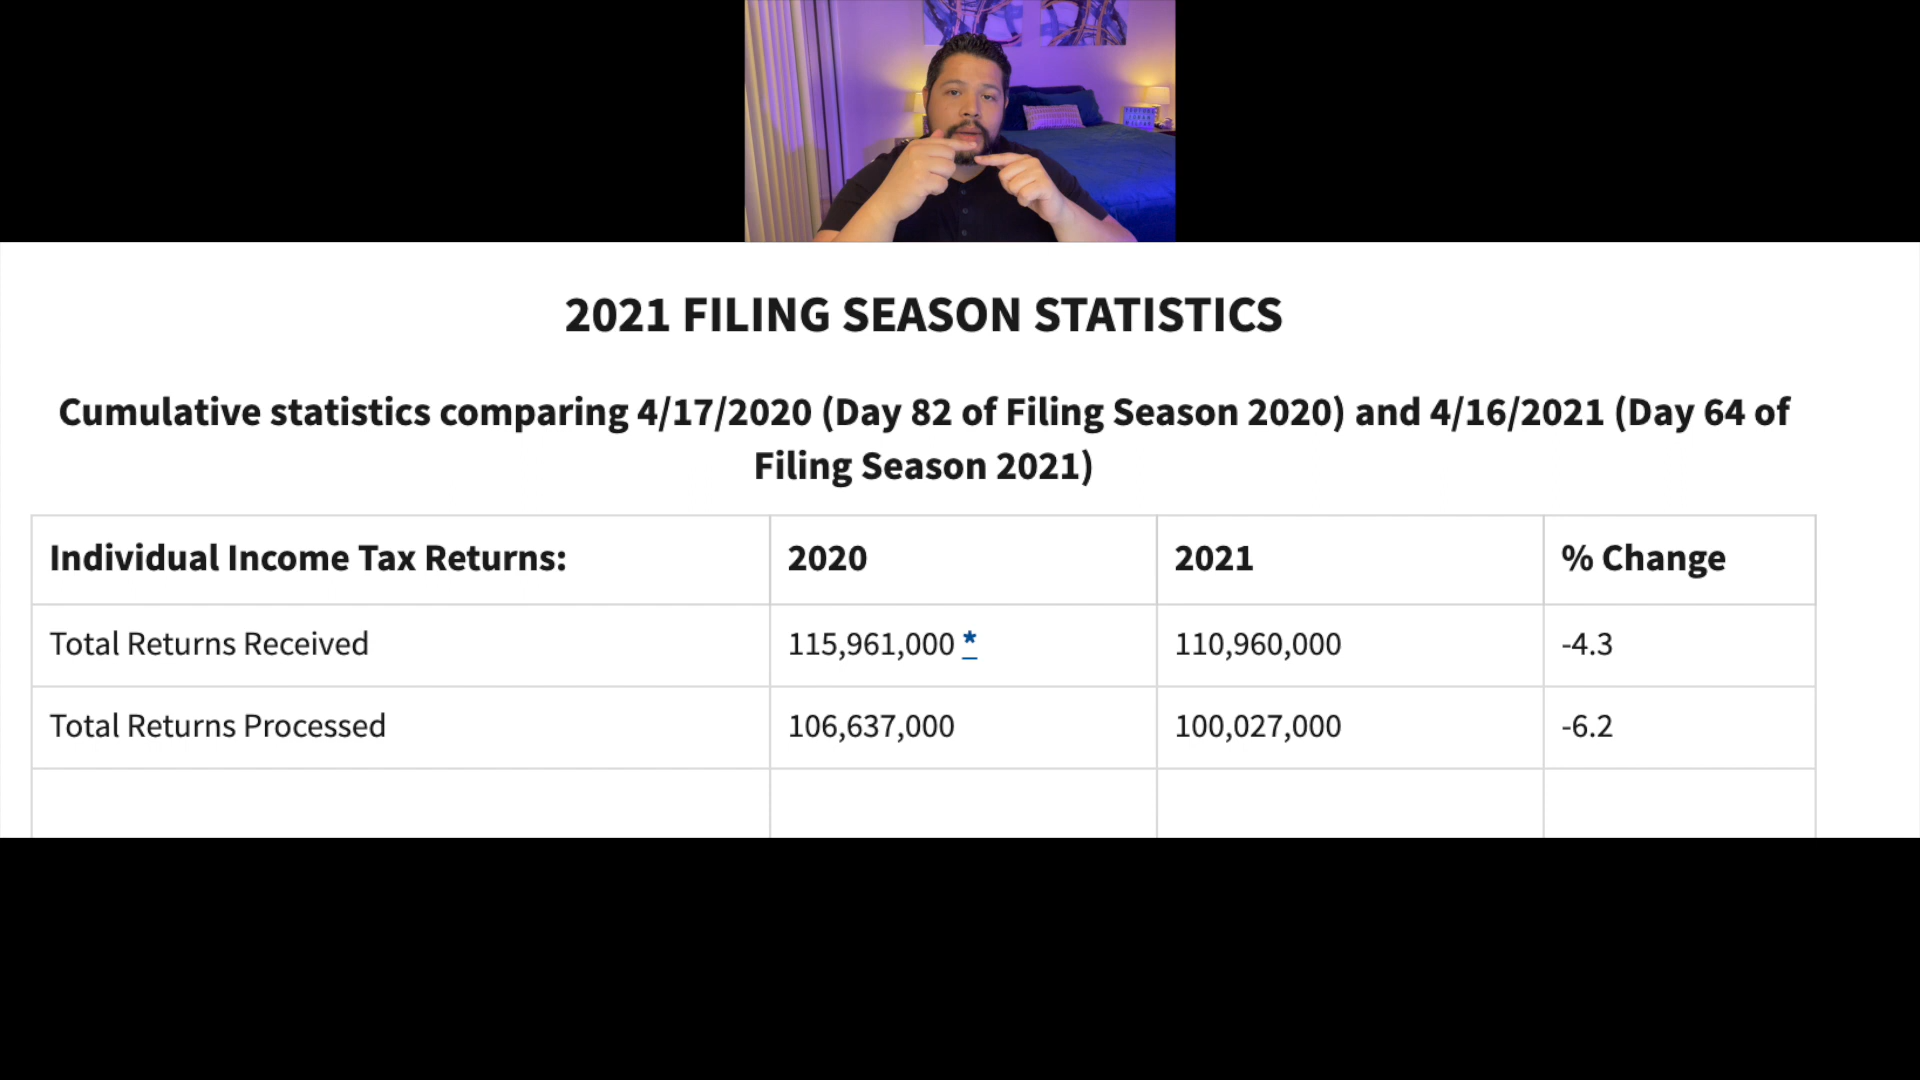 2021 FILING SEASON STATISTICS
Cumulative statistics comparing 4/17/2020 (Day 82 of Filing Season 2020) and 4/16/2021 (Day 64 of
Filing Season 2021)
Individual Income Tax Returns: 2020 2021 % Change
Total Returns Received 115,961,000 * 110,960,000 -4.3
Total Returns Processed 106,637,000 100,027,000 -6.2